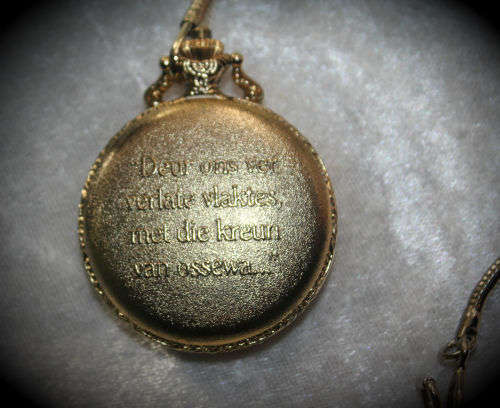 "Deur ons ver
verlate vlaktes,
met die kreun
van ossewa..."